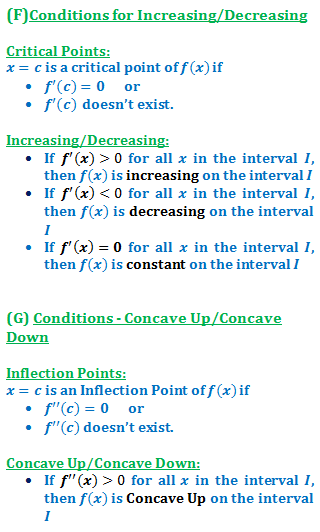 (F)Conditions for Increasing/Decreasing
Critical Points:
x = c is a critical point of f(x) if
• f′(c) = 0 or
• f′(c) doesn't exist.
Increasing/Decreasing:
• If f′(x) > 0 for all x in the interval I,
then f(x) is increasing on the interval I
• If f′(x) < 0 for all x in the interval I,
then f(x) is decreasing on the interval
I
• If f′(x) = 0 for all x in the interval I,
then f(x) is constant on the interval I
(G) Conditions - Concave Up/Concave
Down
Inflection Points:
x = c is an Inflection Point of f(x) if
• f′′(c) = 0 or
• f′′(c) doesn't exist.
Concave Up/Concave Down:
• If f′′(x) > 0 for all x in the interval I,
then f(x) is Concave Up on the interval
I